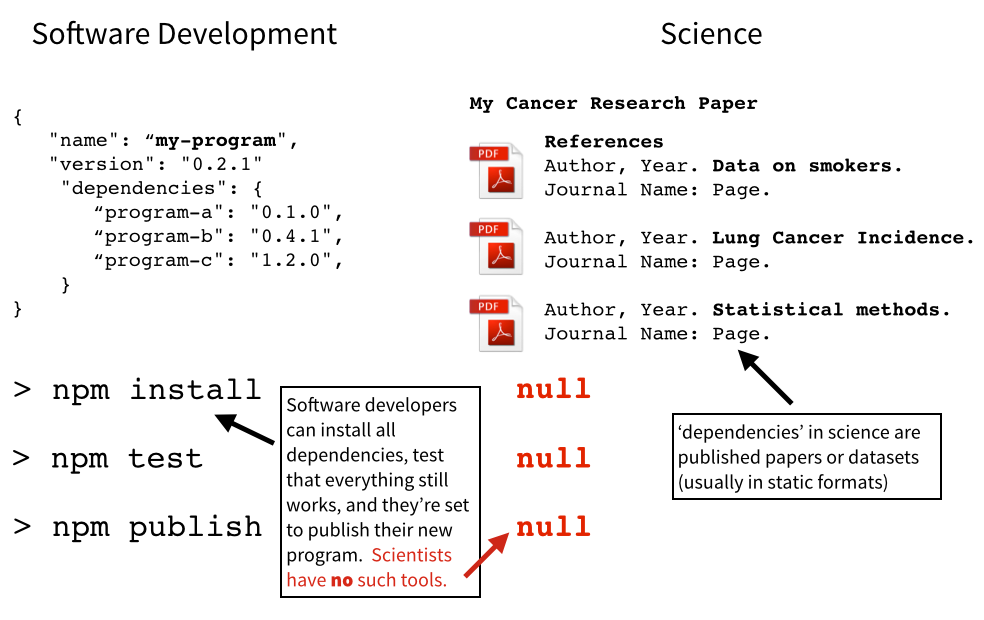 Software Development
Science
{
"name": “my-program",
"version": "0.2.1"
"dependencies": {
“program-a": "0.1.0",
“program-b": "0.4.1",
“program-c": "1.2.0",
}
}
My Cancer Research Paper
References
PDF
Author, Year. Data on smokers.
Journal Name: Page.
PDF
Author, Year. Lung Cancer Incidence.
Journal Name: Page.
PDF
Author, Year. Statistical methods.
Journal Name: Page.
> npm install
null
> npm test
null
> npm publish
null
Software developers
can install all
dependencies, test
that everything still
works, and they’re set
to publish their new
program. Scientists
have no such tools.
‘dependencies’ in science are
published papers or datasets
(usually in static formats)